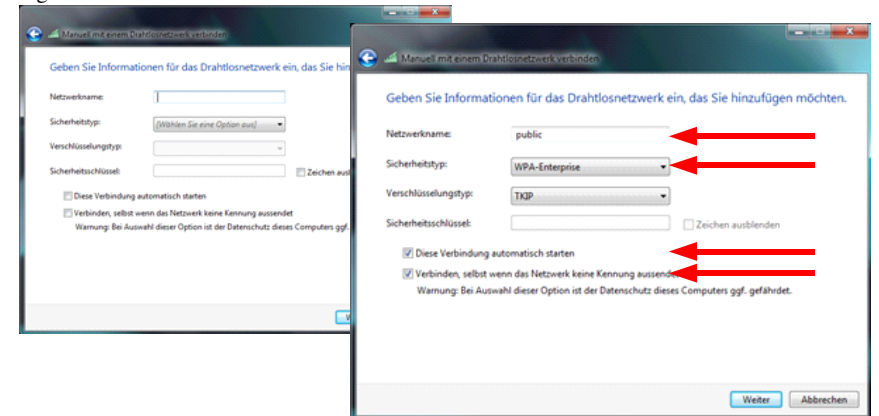 Manuell mit einem Drahtlosnetzwerk verbinden
Geben Sie Informationen für das Drahtlosnetzwerk ein, das Sie hin
Netzwerkname:
Sicherheitstyp:
[Wählen Sie eine Option aus]
Verschlüsselungstyp:
Sicherheitsschlüssel:
Zeichen aus
Diese Verbindung automatisch starten
Verbinden, selbst wenn das Netzwerk keine Kennung aussendet
Warnung: Bei Auswahl dieser Option ist der Datenschutz dieses Computers ggf.
W
Manuell mit einem Drahtlosnetzwerk verbinden
Geben Sie Informationen für das Drahtlosnetzwerk ein, das Sie hinzufügen möchten.
Netzwerkname:
public
Sicherheitstyp:
WPA-Enterprise
Verschlüsselungstyp:
TKIP
Sicherheitsschlüssel:
Zeichen ausblenden
Diese Verbindung automatisch starten
Verbinden, selbst wenn das Netzwerk keine Kennung aussende
Warnung: Bei Auswahl dieser Option ist der Datenschutz dieses Computers ggf. gefährdet.
Weiter
Abbrechen